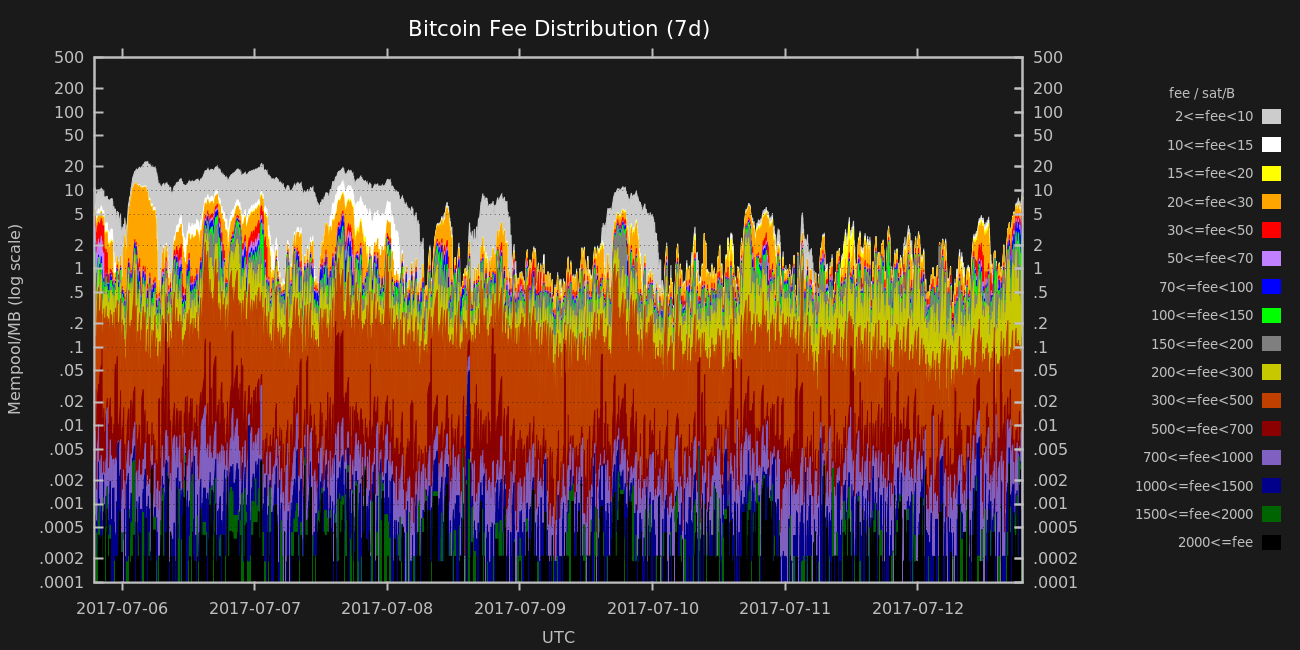 Bitcoin Fee Distribution (7d)
500
200
100
50
20
10
5
2
1
.5
.2
.1
.05
.02
.01
.005
.002
.001
.0005
.0002
.0001
Mempool/MB (log scale)
500
200
100
50
20
10
5
2
1
.5
.2
.1
.05
.02
.01
.005
.002
.001
.0005
.0002
.0001
2017-07-06 2017-07-07 2017-07-08 2017-07-09 2017-07-10 2017-07-11 2017-07-12
UTC
fee / sat/B
2<=fee<10
10<=fee<15
15<=fee<20
20<=fee<30
30<=fee<50
50<=fee<70
70<=fee<100
100<=fee<150
150<=fee<200
200<=fee<300
300<=fee<500
500<=fee<700
700<=fee<1000
1000<=fee<1500
1500<=fee<2000
2000<=fee